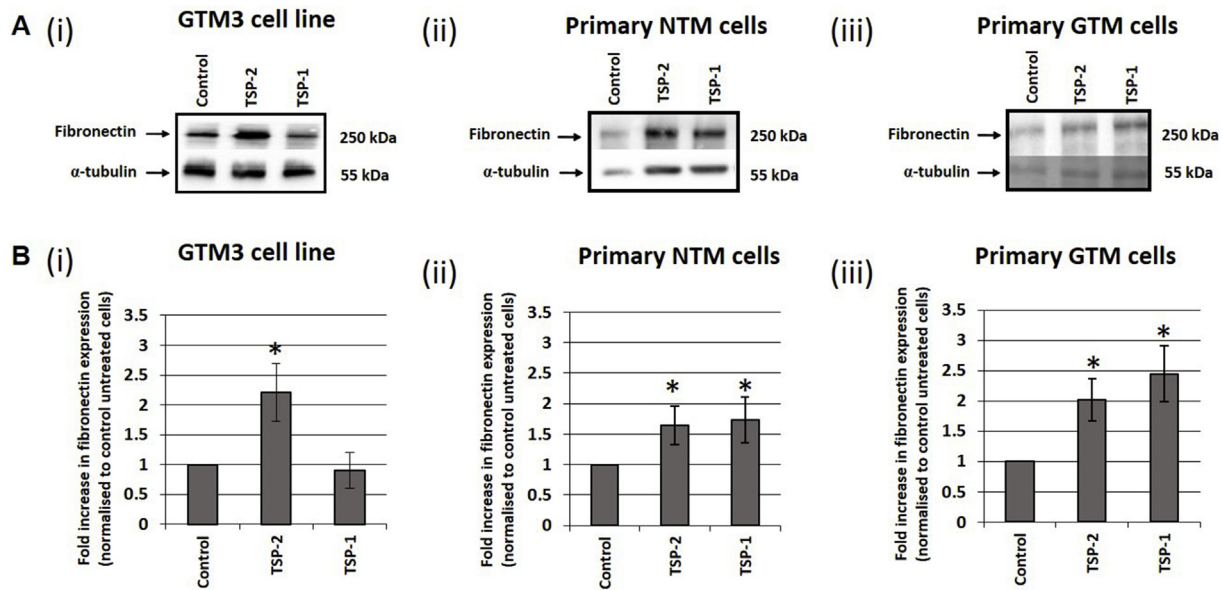 A
(i)
GTM3 cell line
Control
TSP-2
TSP-1
Fibronectin
250 kDa
α-tubulin
55 kDa
(ii)
Primary NTM cells
Control
TSP-2
TSP-1
Fibronectin
250 kDa
α-tubulin
55 kDa
(iii)
Primary GTM cells
Control
TSP-2
TSP-1
Fibronectin
250 kDa
α-tubulin
55 kDa
B
(i)
GTM3 cell line
Fold increase in fibronectin expression
(normalised to control untreated cells)
3.5
3
2.5
2
1.5
1
0.5
0
*
Control
TSP-2
TSP-1
(ii)
Primary NTM cells
Fold increase in fibronectin expression
(normalised to control untreated cells)
3.5
3
2.5
2
1.5
1
0.5
0
*
*
Control
TSP-2
TSP-1
(iii)
Primary GTM cells
Fold increase in fibronectin expression
(normalised to control untreated cells)
3.5
3
2.5
2
1.5
1
0.5
0
*
*
Control
TSP-2
TSP-1